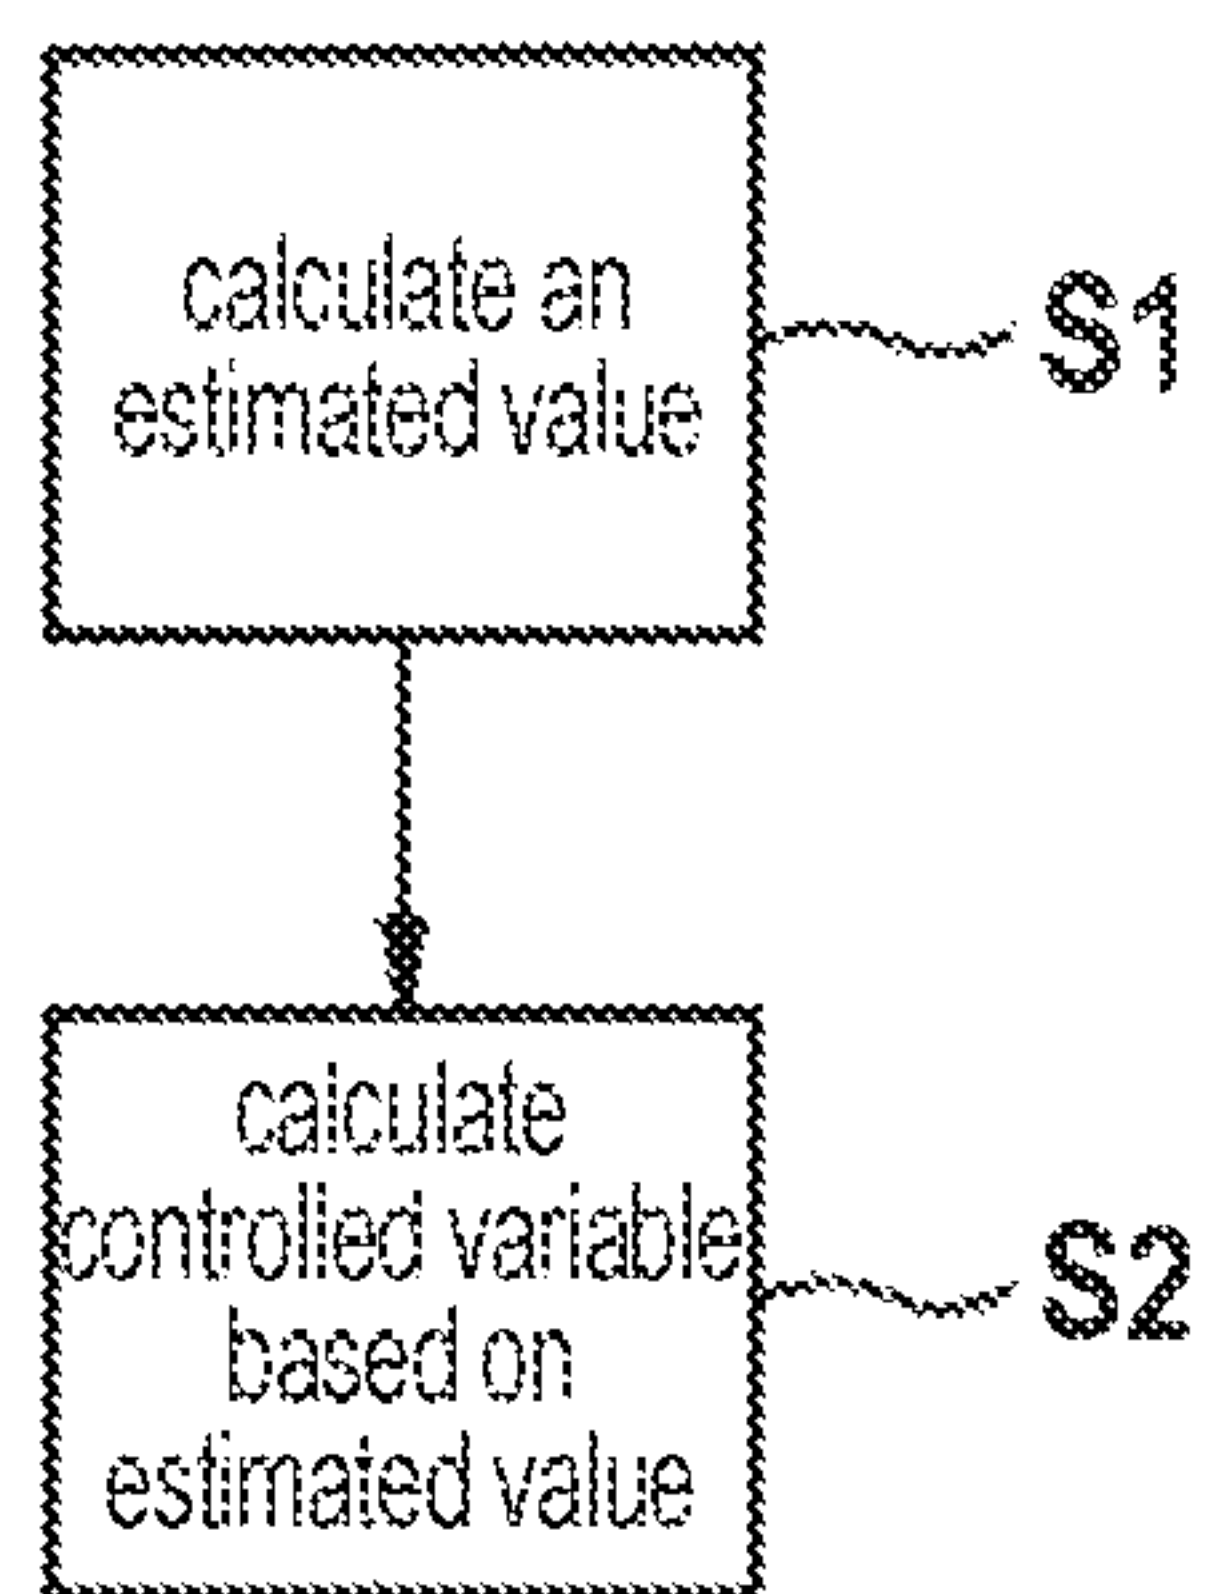 calculate an
estimated value
S1
calculate
controlled variable
based on
estimated value
S2